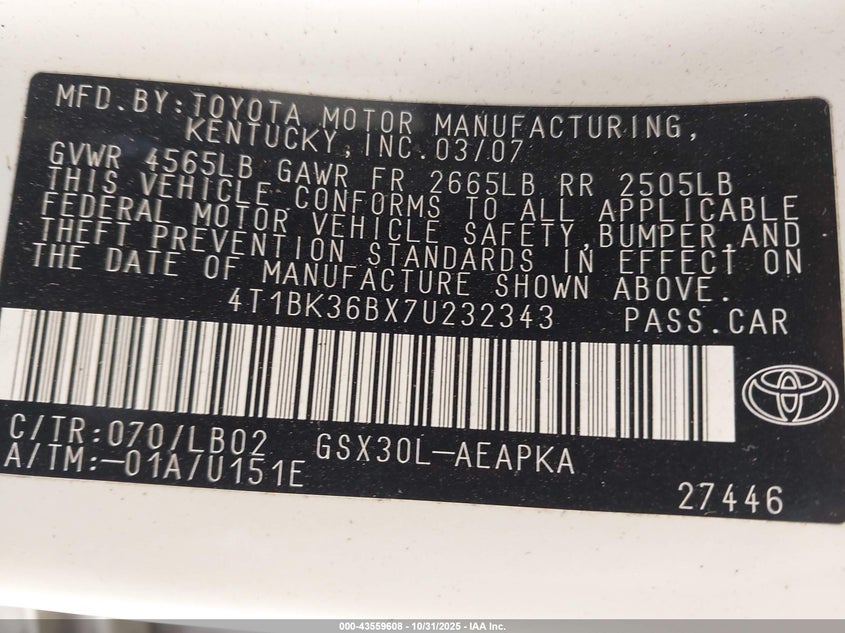 MFD.BY:TOYOTA MOTOR MANUFACTURING,
KENTUCKY,INC.03/07
GVWR 4565LB GAWR FR 2665LB RR 2505LB
THIS VEHICLE CONFORMS TO ALL APPLICABLE
FEDERAL MOTOR VEHICLE SAFETY,BUMPER,AND
THEFT PREVENTION STANDARDS IN EFFECT ON
THE DATE OF MANUFACTURE SHOWN ABOVE.
4T1BK36BX7U232343 PASS.CAR
C/TR:070/LB02 GSX30L-AEAPKA
A/TM:-01A/U151E
27446
000-43559608 - 10/31/2025 - IAA Inc.